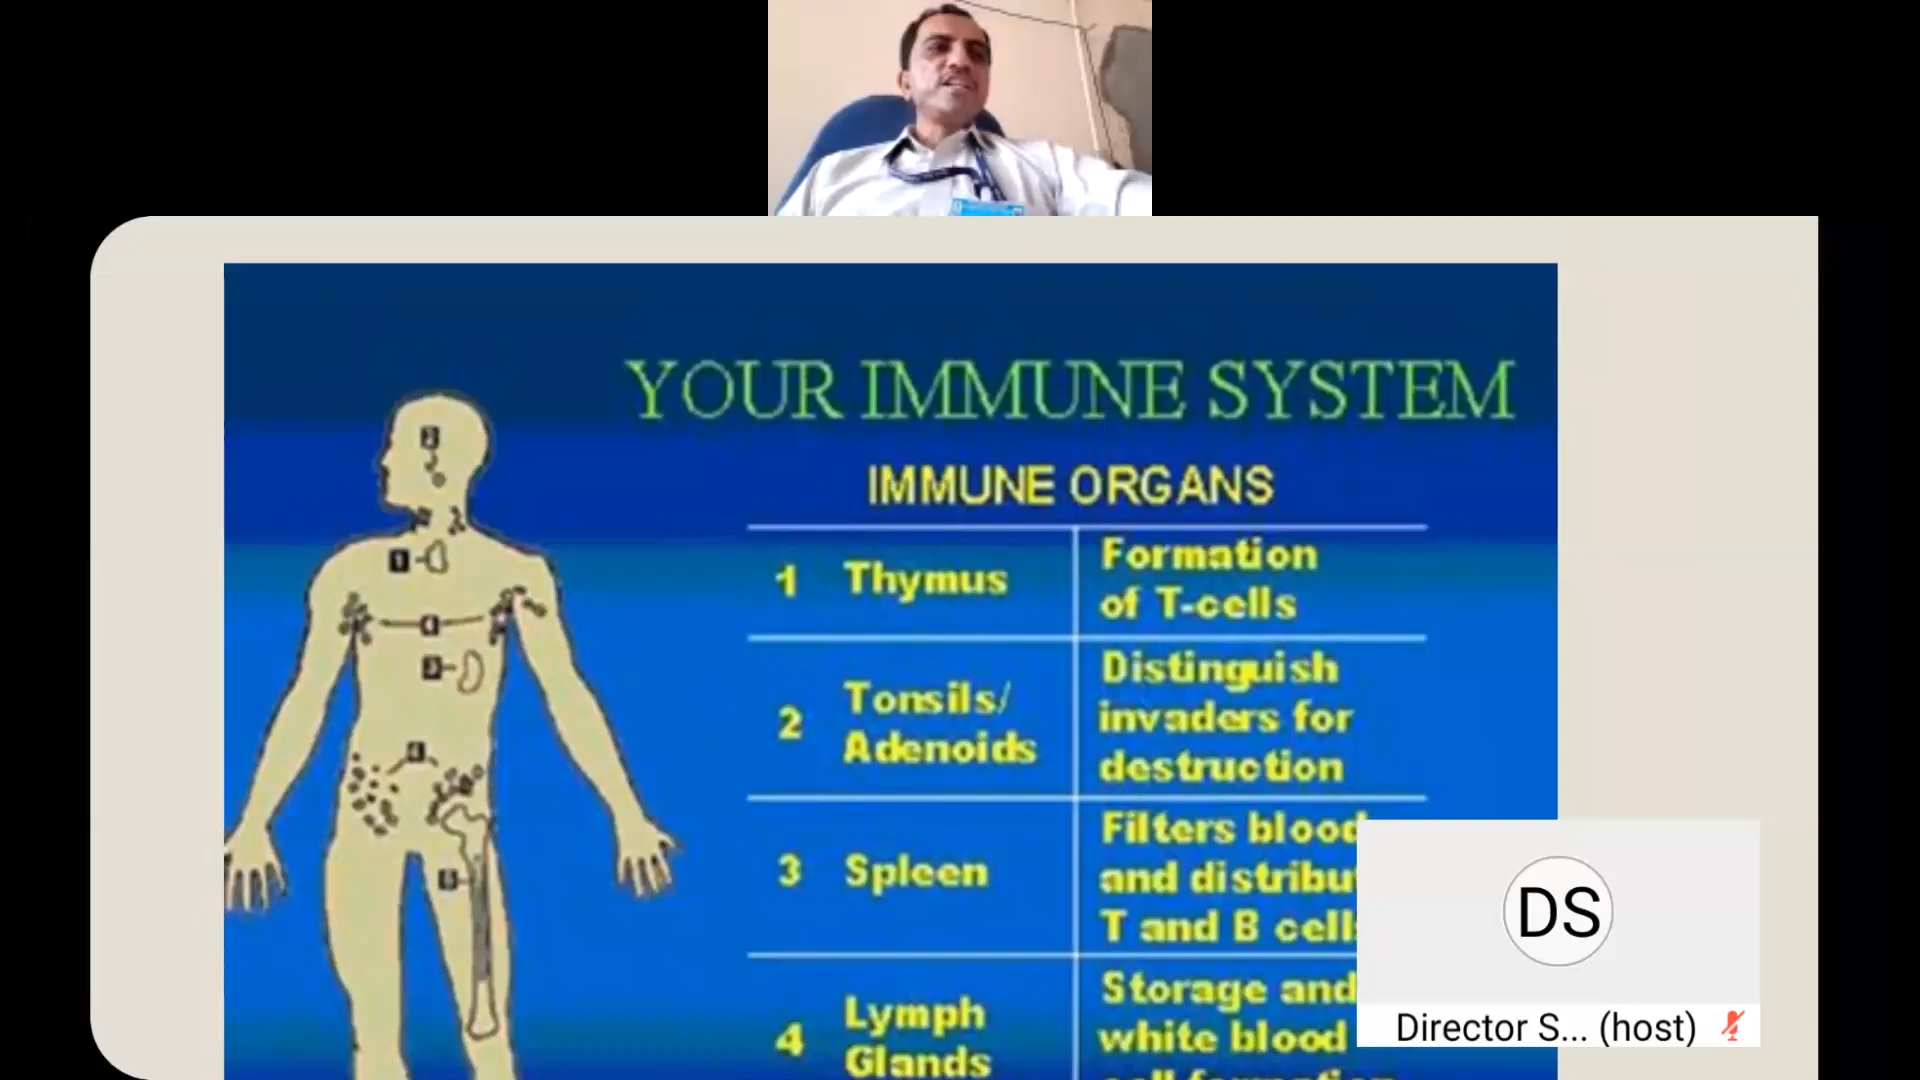 YOUR IMMUNE SYSTEM
IMMUNE ORGANS
1 Thymus
Formation
of T-cells
2 Tonsils/
Adenoids
Distinguish
invaders for
destruction
3 Spleen
Filters blood
and distribut
T and B cell
4 Lymph
Glands
Storage and
white blood
DS
Director S... (host)